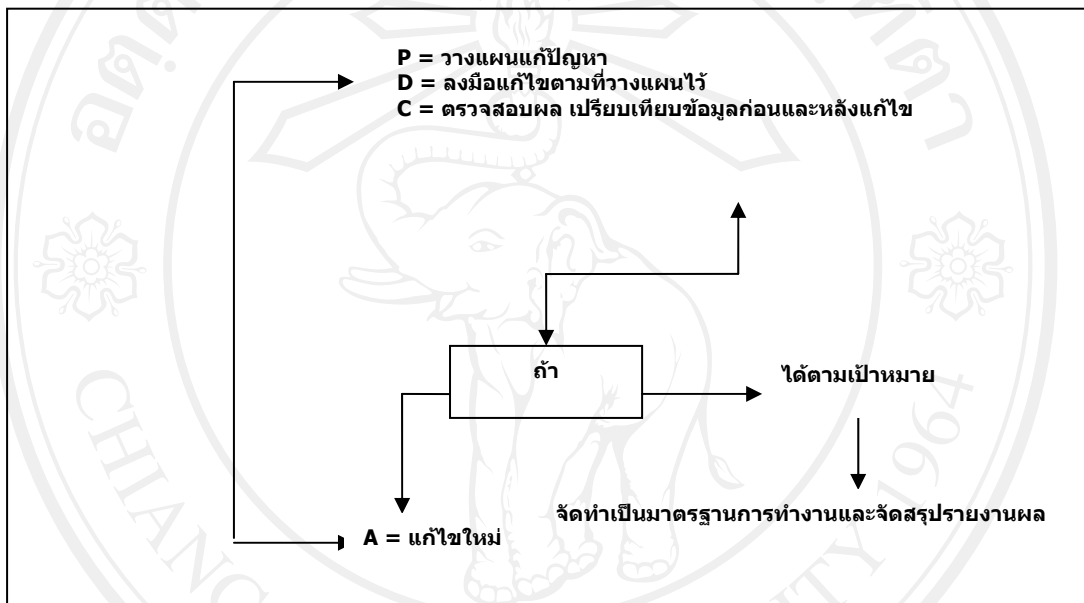 P = วางแผนแก้ปัญหา
D = ลงมือแก้ไขตามที่วางแผนไว้
C = ตรวจสอบผล เปรียบเทียบข้อมูลก่อนและหลังแก้ไข
ถ้า
ได้ตามเป้าหมาย
จัดทำเป็นมาตรฐานการทำงานและจัดสรุปรายงานผล
A = แก้ไขใหม่